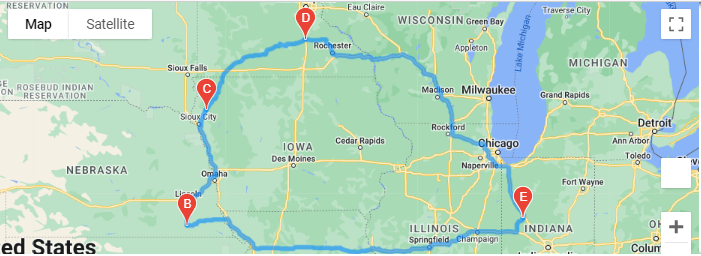 RESERVATION
Map
Satellite
D
Eau Claire
WISCONSIN
Green Bay
Traverse City
Appleton
Lake Michigan
Rochester
MICHIGAN
Sioux Falls
ROSEBUD INDIAN
RESERVATION
C
Madison
Milwaukee
Grand Rapids
Sioux City
Rockford
Detroit
Ann Arbor
IOWA
Cedar Rapids
Chicago
Toledo
Des Moines
Naperville
NEBRASKA
Omaha
Fort Wayne
Lincoln
B
E
ILLINOIS
INDIANA
Springfield
Champaign
ed States
+